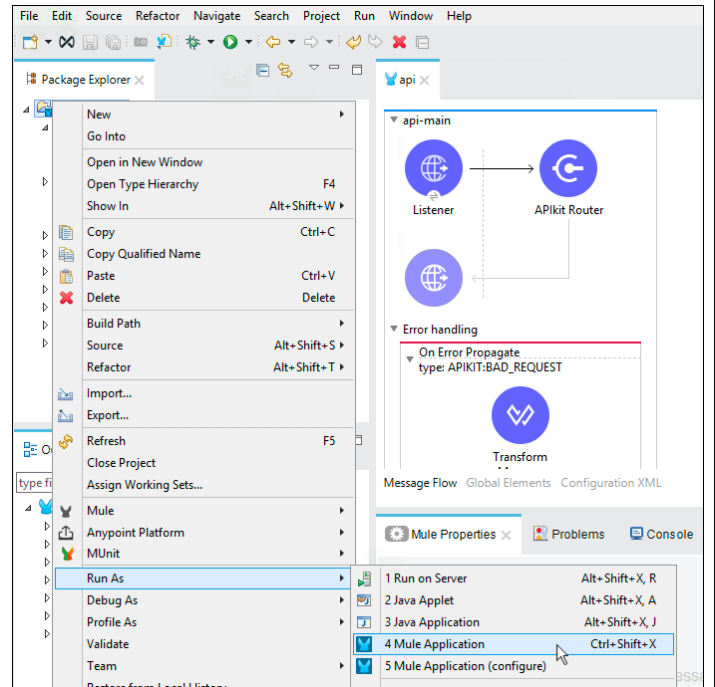 File Edit Source Refactor Navigate Search Project Run Window Help
Package Explorer
api
New
Go Into
Open in New Window
Open Type Hierarchy F4
Show In Alt+Shift+W
Copy Ctrl+C
Copy Qualified Name
Paste Ctrl+V
Delete Delete
Build Path
Source Alt+Shift+S
Refactor Alt+Shift+T
Import...
Export...
Refresh F5
Close Project
Assign Working Sets...
Mule
Anypoint Platform
MUnit
Run As
Debug As
Profile As
Validate
Team
Restore from Local History
type fi
api-main
Listener APIkit Router
Error handling
On Error Propagate
type: APIKIT:BAD_REQUEST
Transform
Message Flow Global Elements Configuration XML
Mule Properties Problems Console
1 Run on Server Alt+Shift+X, R
2 Java Applet Alt+Shift+X, A
3 Java Application Alt+Shift+X, J
4 Mule Application Ctrl+Shift+X
5 Mule Application (configure)